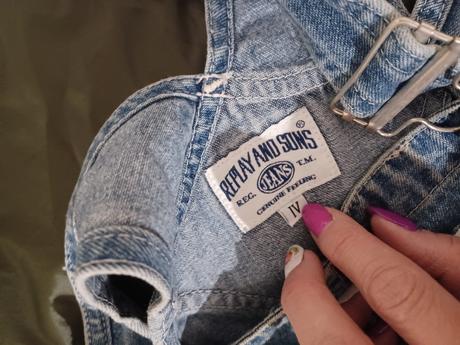 REPLAY AND SONS ®
JEANS
REG. T.M.
GENUINE FEELING
IV